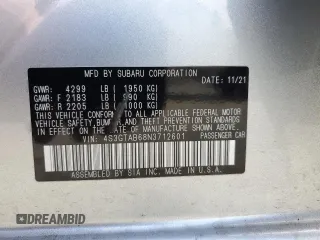 MFD BY SUBARU CORPORATION
DATE: 11/21
GVWR: 4299 LB ( 1950 KG)
GAWR: F 2183 LB ( 990 KG)
GAWR: R 2205 LB ( 1000 KG)
THIS VEHICLE CONFORMS TO ALL APPLICABLE FEDERAL MOTOR VEHICLE
SAFETY, BUMPER, AND THEFT PREVENTION STANDARDS
IN EFFECT ON THE DATE OF MANUFACTURE SHOWN ABOVE.
VIN: 4S3GTAB68N3712601 PASSENGER CAR
ASSEMBLED BY SIA INC. MADE IN U.S.A.
DREAMBID